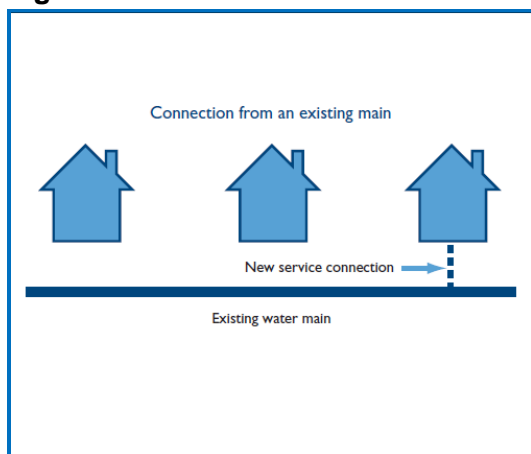 Connection from an existing main
New service connection
Existing water main